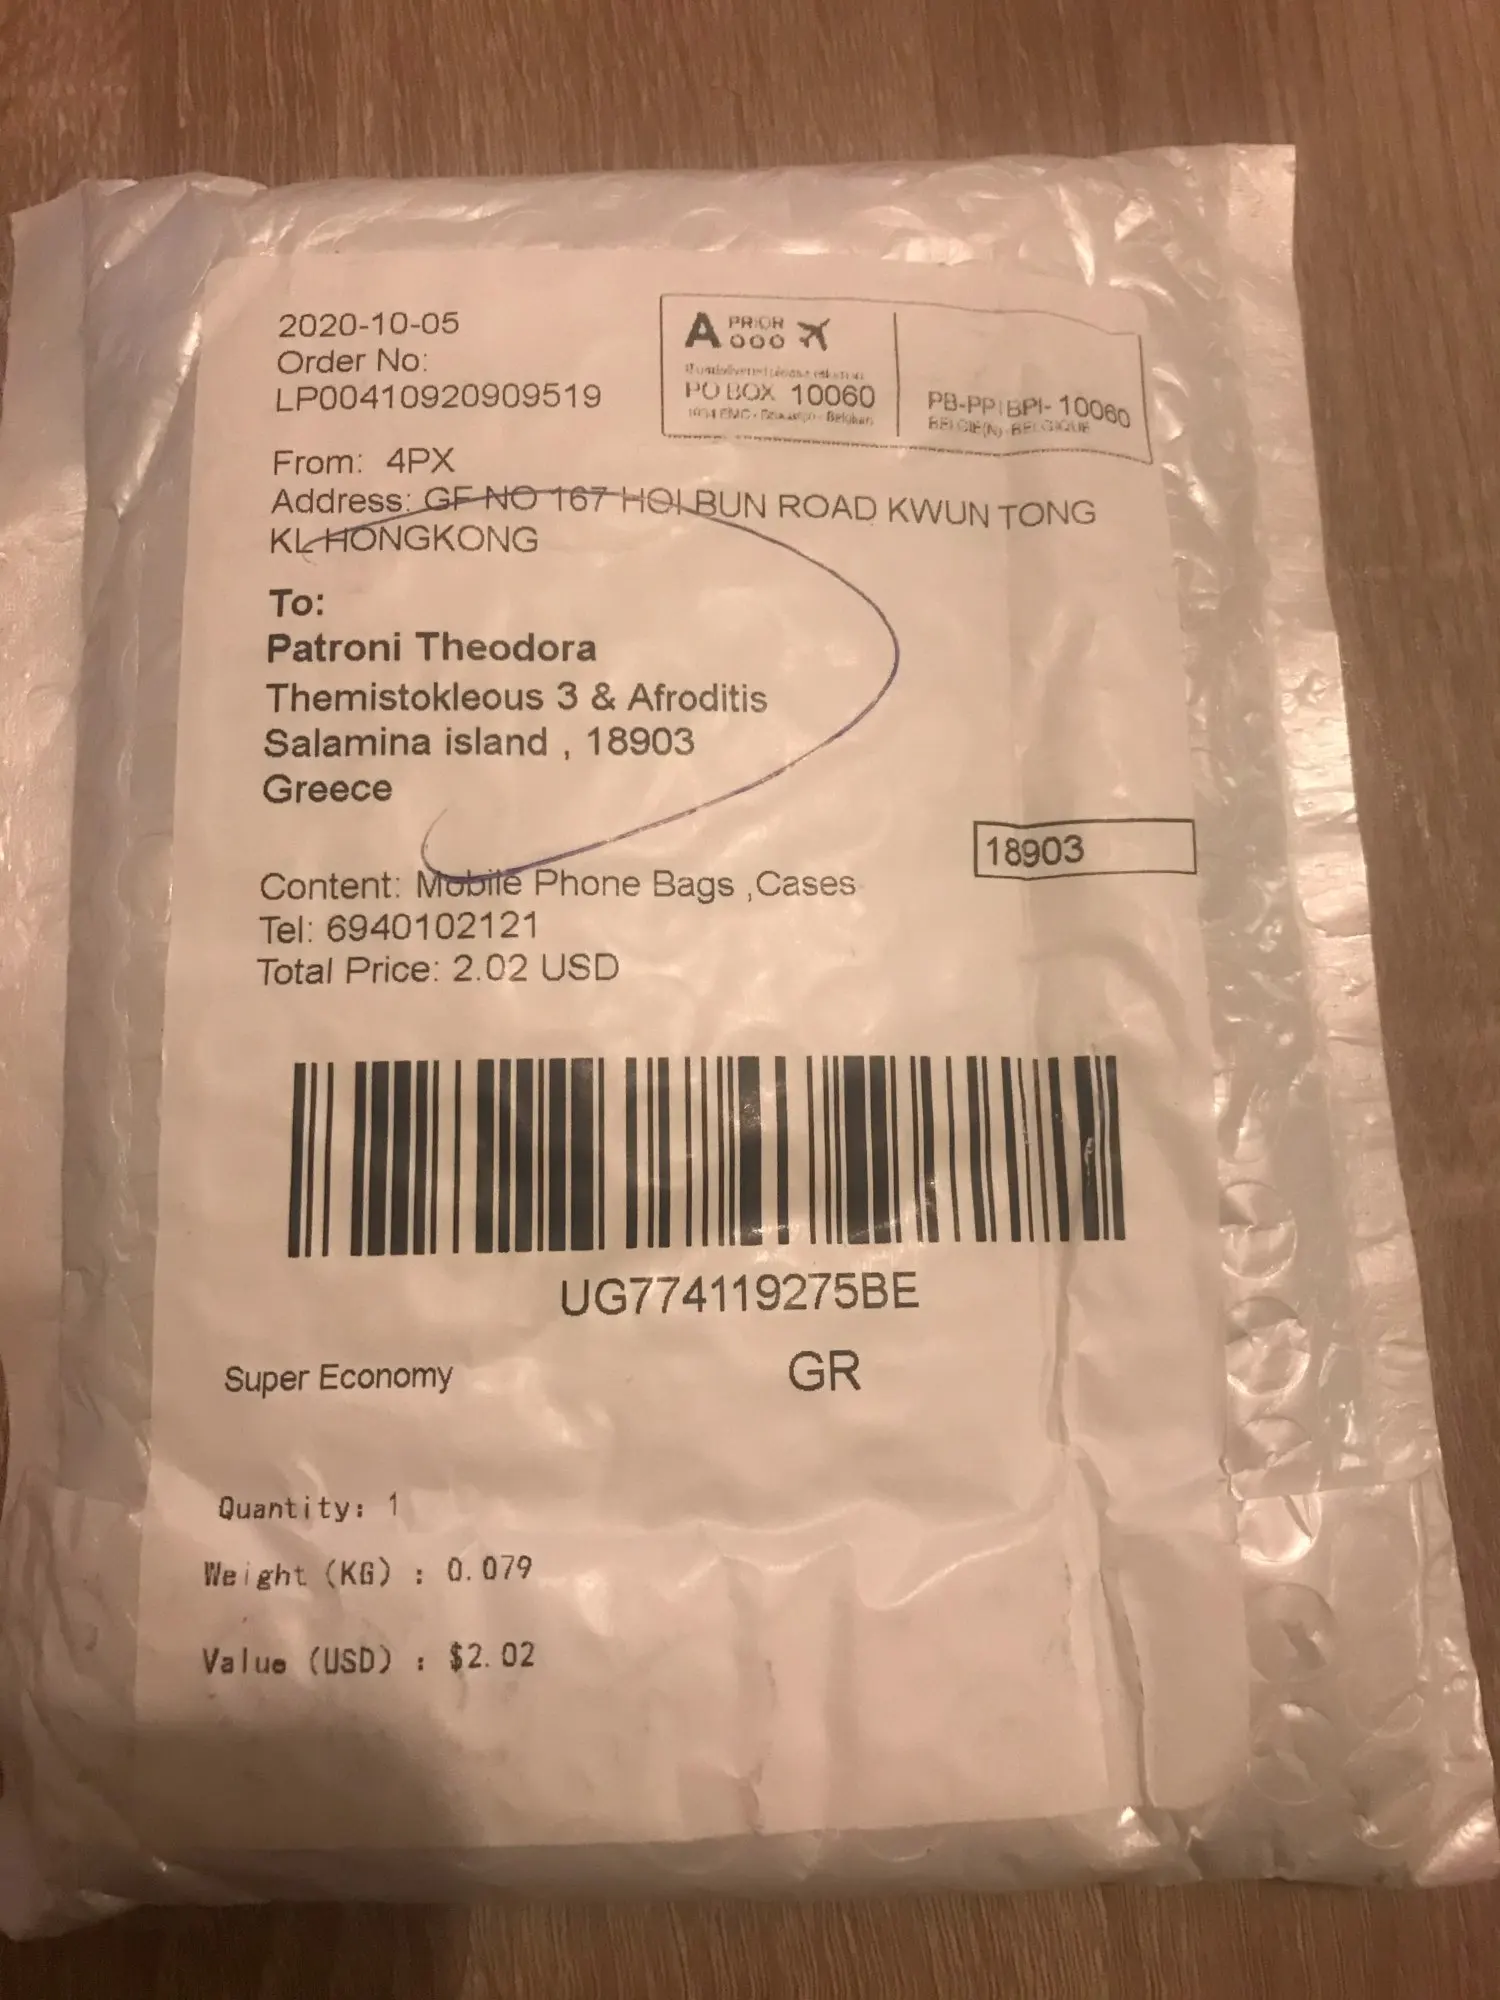 2020-10-05
Order No:
LP00410920909519
A PRIOR
PO BOX 10060
PB-PP|BPI- 10060
BELGIE(N)-BELGIQUE
From: 4PX
Address: GF NO 167 HOI BUN ROAD KWUN TONG
KL HONGKONG
To:
Patroni Theodora
Themistokleous 3 & Afroditis
Salamina island , 18903
Greece
18903
Content: Mobile Phone Bags ,Cases
Tel: 6940102121
Total Price: 2.02 USD
UG774119275BE
Super Economy
GR
Quantity: 1
Weight (KG) : 0.079
Value (USD) : $2.02